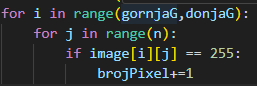 for i in range(gornjaG,donjaG):
    for j in range(n):
        if image[i][j] == 255:
            brojPixel+=1